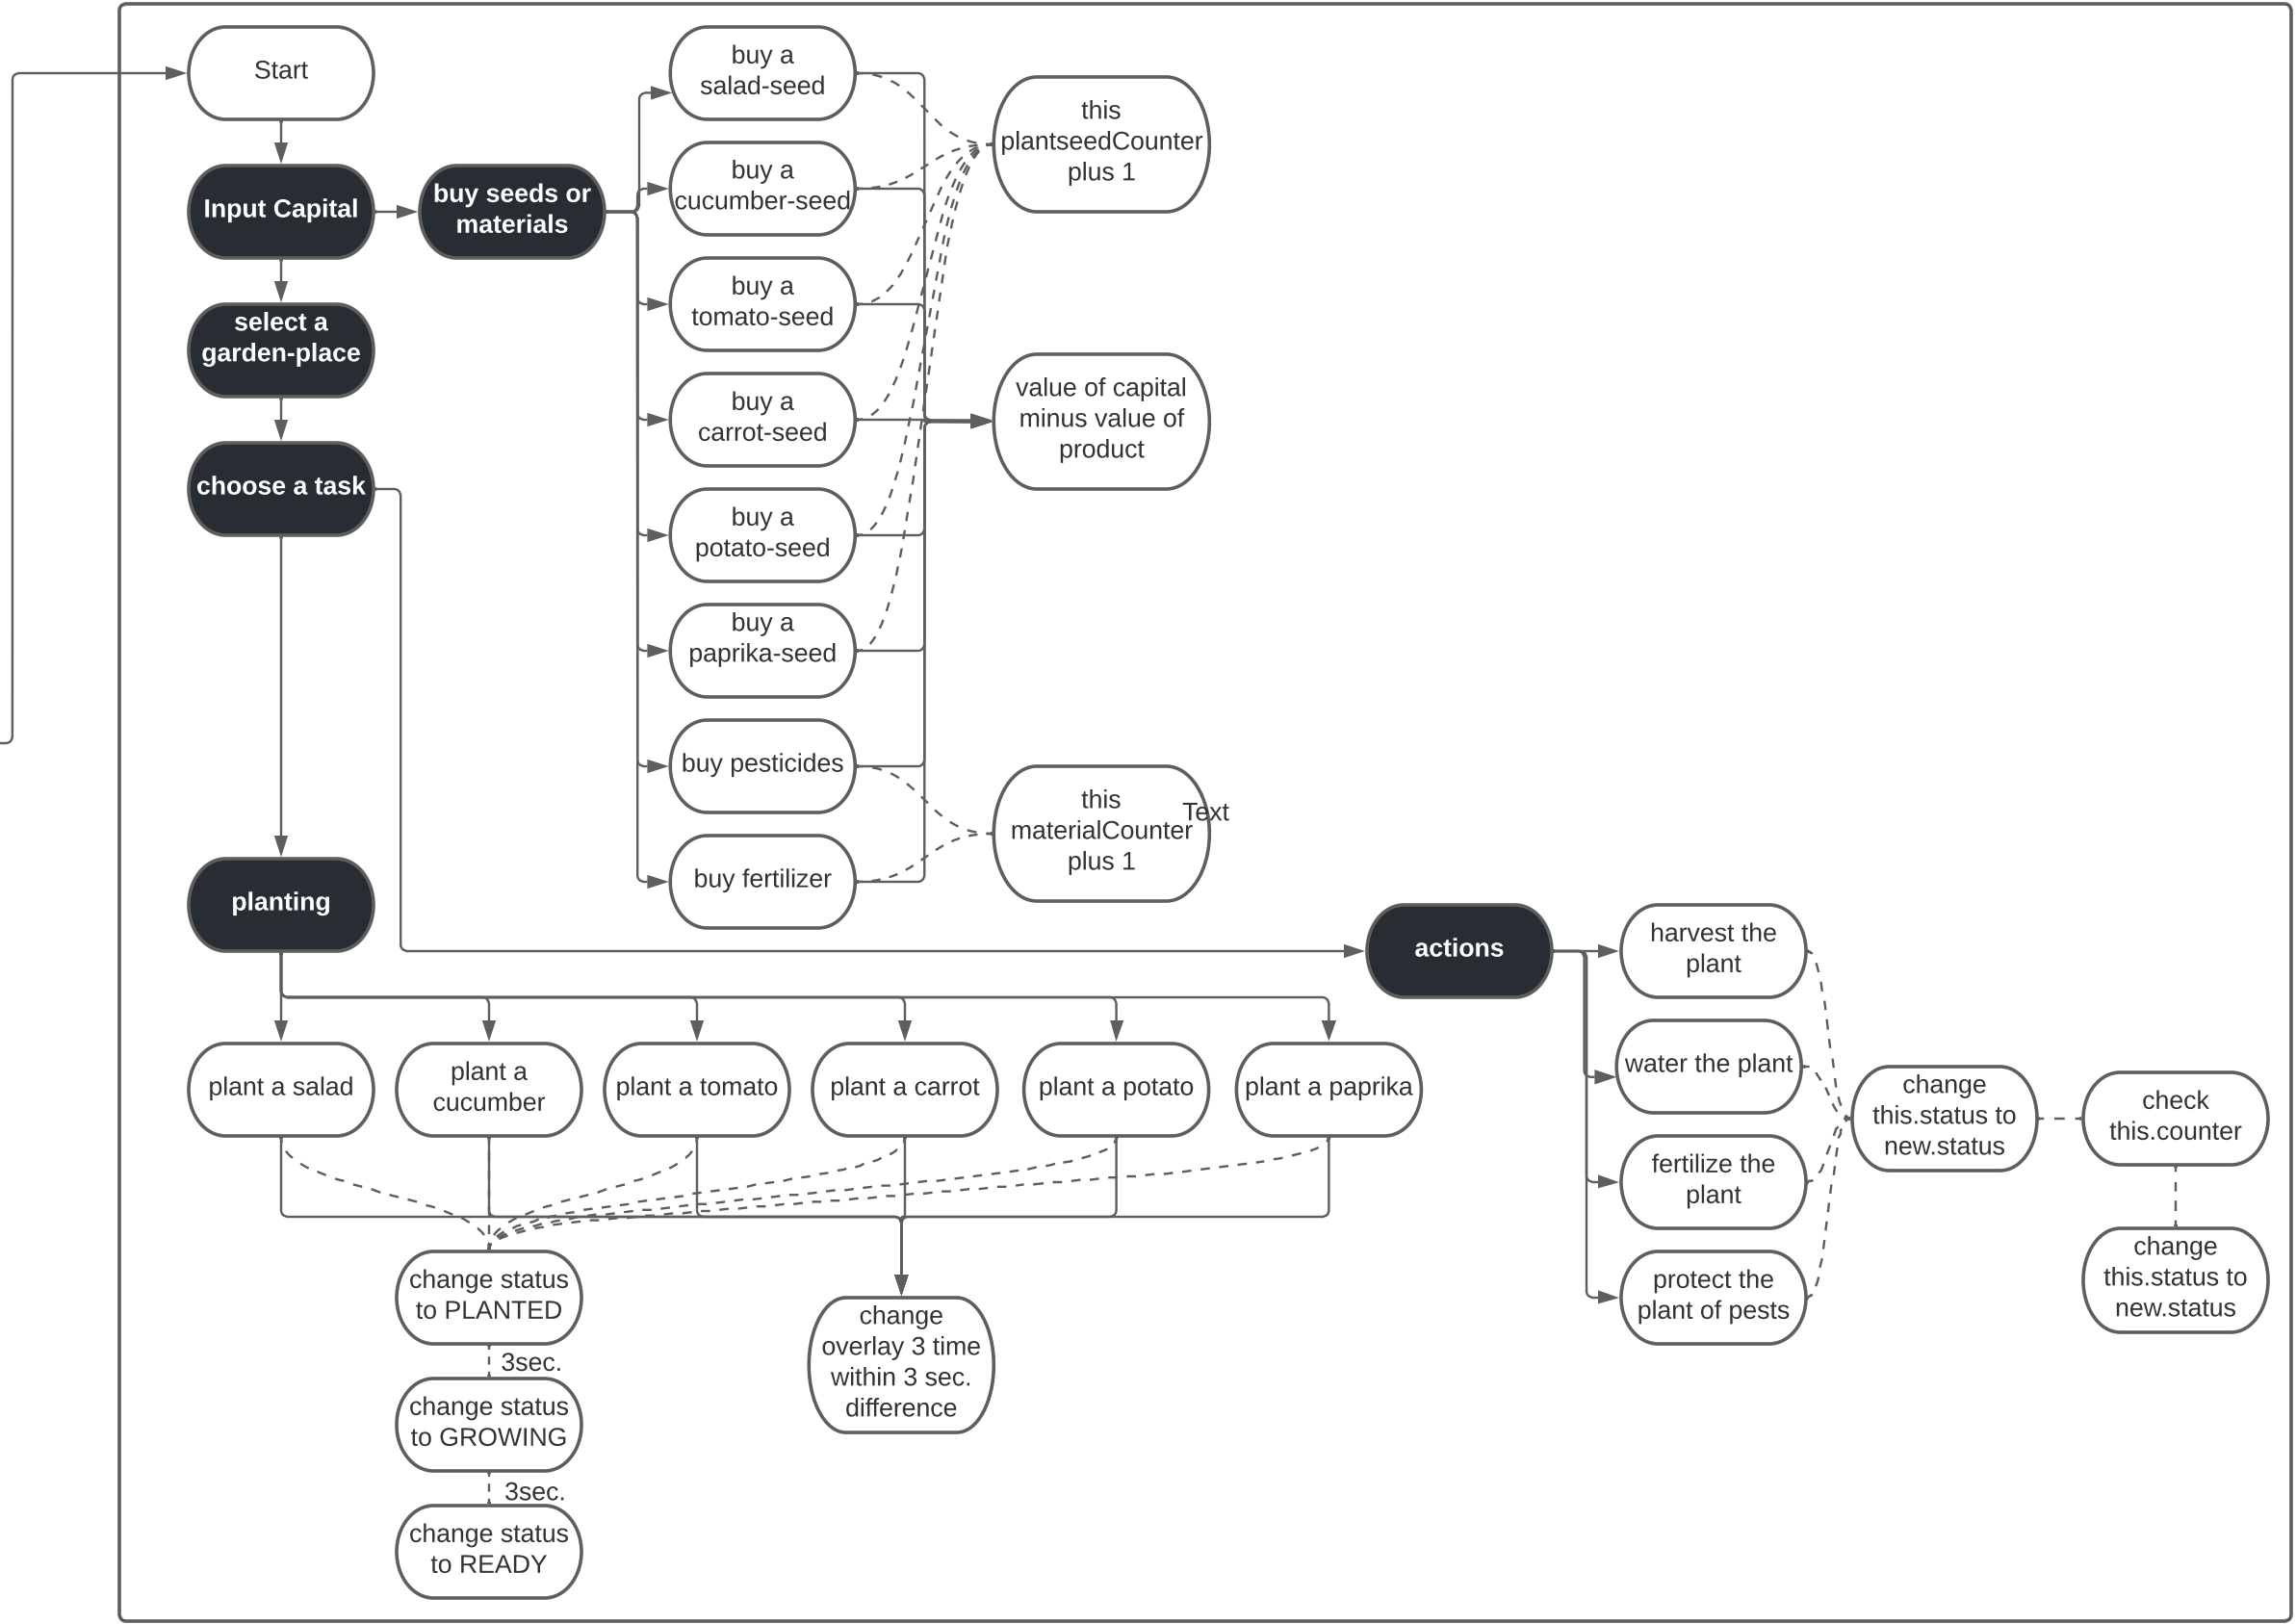 Start
Input Capital
select a
garden-place
choose a task
planting
buy seeds or
materials
buy a
salad-seed
buy a
cucumber-seed
buy a
tomato-seed
buy a
carrot-seed
buy a
potato-seed
buy a
paprika-seed
buy pesticides
buy fertilizer
this
plantseedCounter
plus 1
value of capital
minus value of
product
this
materialCounter
plus 1
Text
actions
harvest the
plant
water the plant
fertilize the
plant
protect the
plant of pests
change
this.status to
new.status
check
this.counter
change
this.status to
new.status
plant a salad
plant a
cucumber
plant a tomato
plant a carrot
plant a potato
plant a paprika
change status
to PLANTED
3sec.
change status
to GROWING
3sec.
change status
to READY
change
overlay 3 time
within 3 sec.
difference